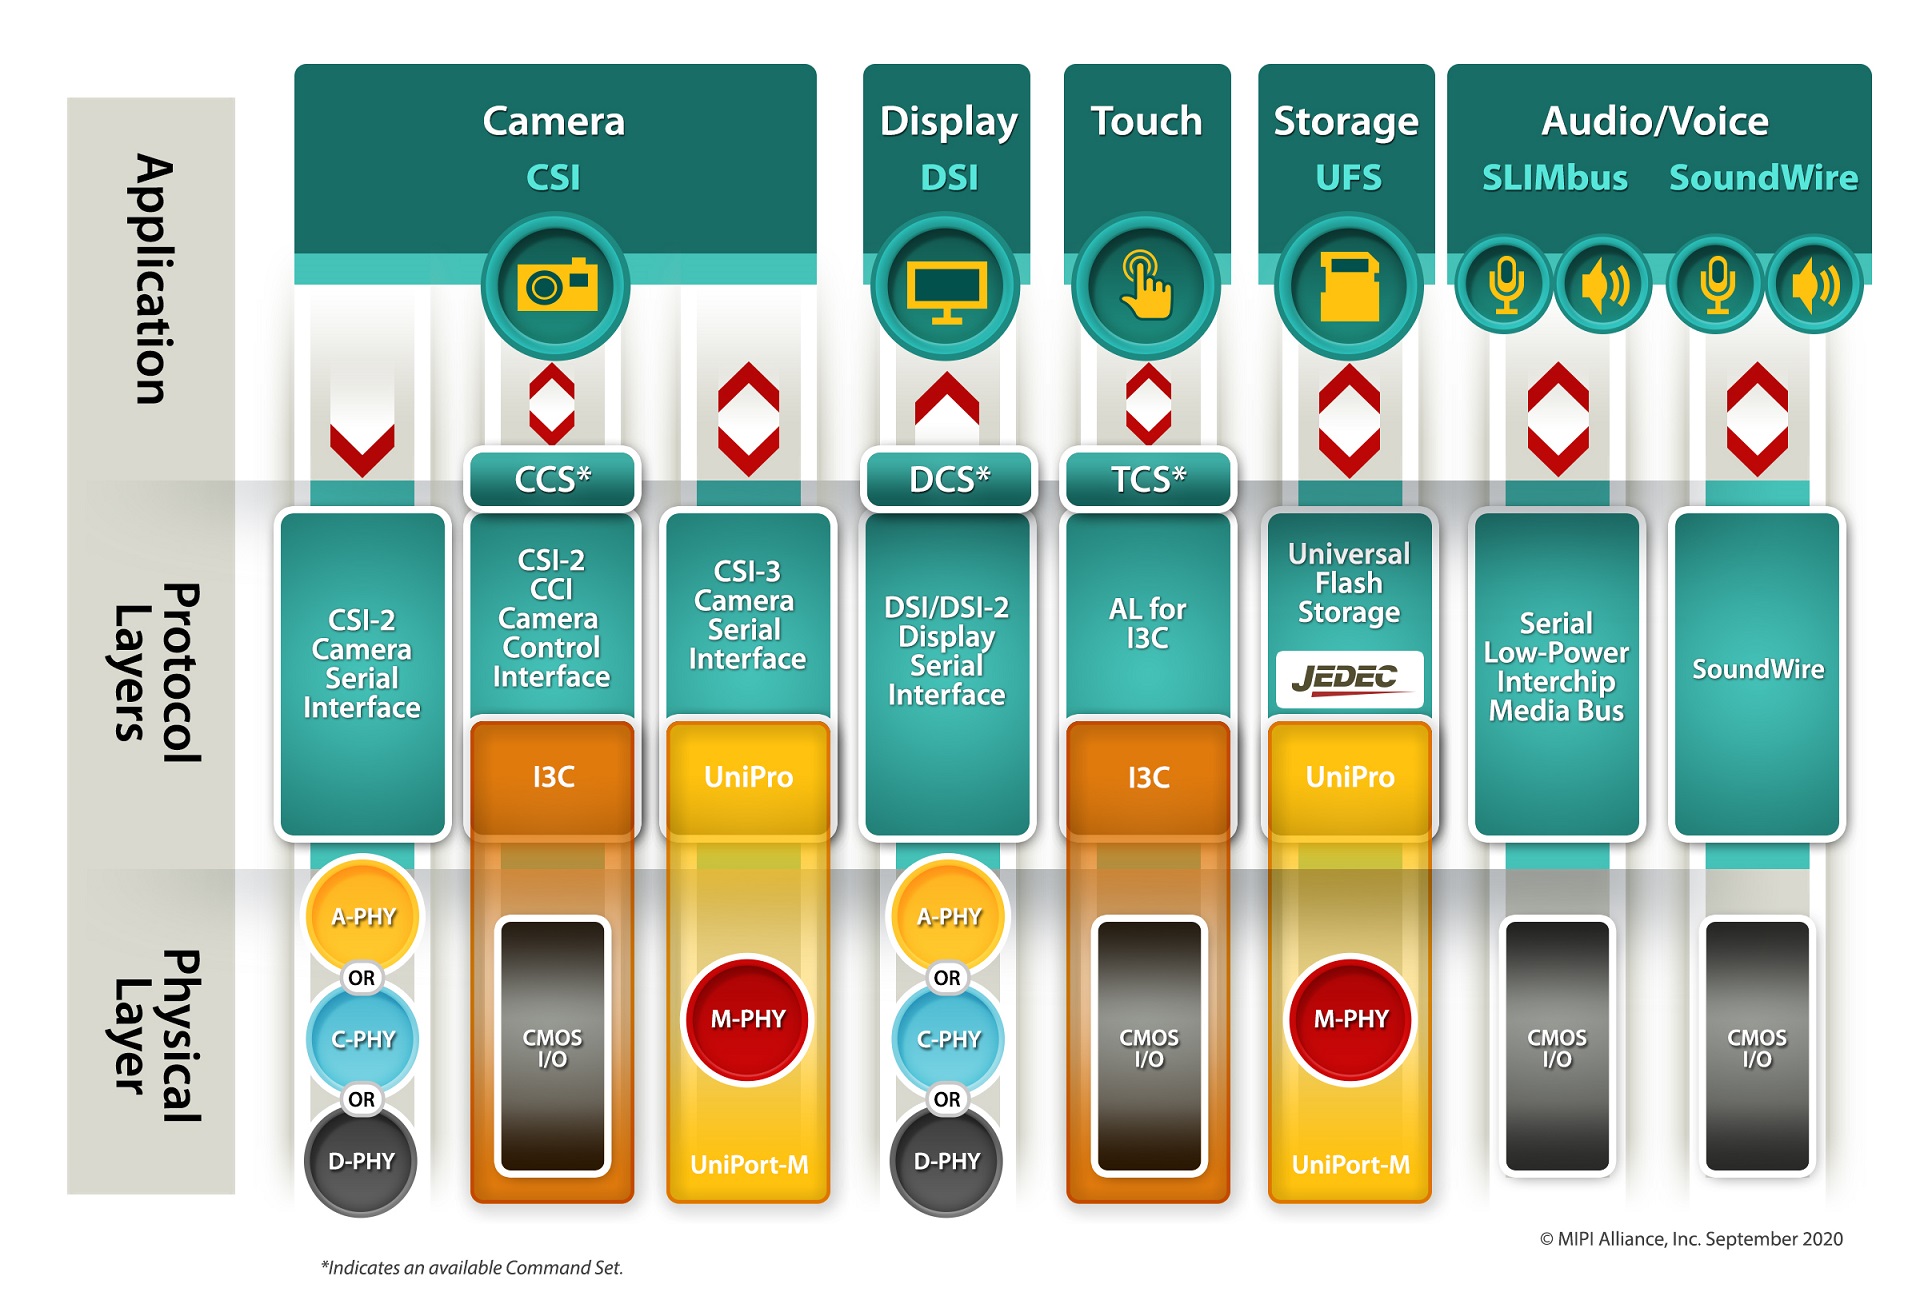 Application
Protocol
Layers
Physical
Layer
Camera
CSI
Display
DSI
Touch
Storage
UFS
Audio/Voice
SLIMbus SoundWire
CCS*
DCS*
TCS*
CSI-2
Camera
Serial
Interface
CSI-2
CCI
Camera
Control
Interface
CSI-3
Camera
Serial
Interface
DSI/DSI-2
Display
Serial
Interface
AL for
I3C
Universal
Flash
Storage
JEDEC
Serial
Low-Power
Interchip
Media Bus
SoundWire
I3C
UniPro
I3C
UniPro
A-PHY
OR
C-PHY
OR
D-PHY
CMOS
I/O
M-PHY
UniPort-M
A-PHY
OR
C-PHY
OR
D-PHY
CMOS
I/O
M-PHY
UniPort-M
CMOS
I/O
CMOS
I/O
© MIPI Alliance, Inc. September 2020
*Indicates an available Command Set.